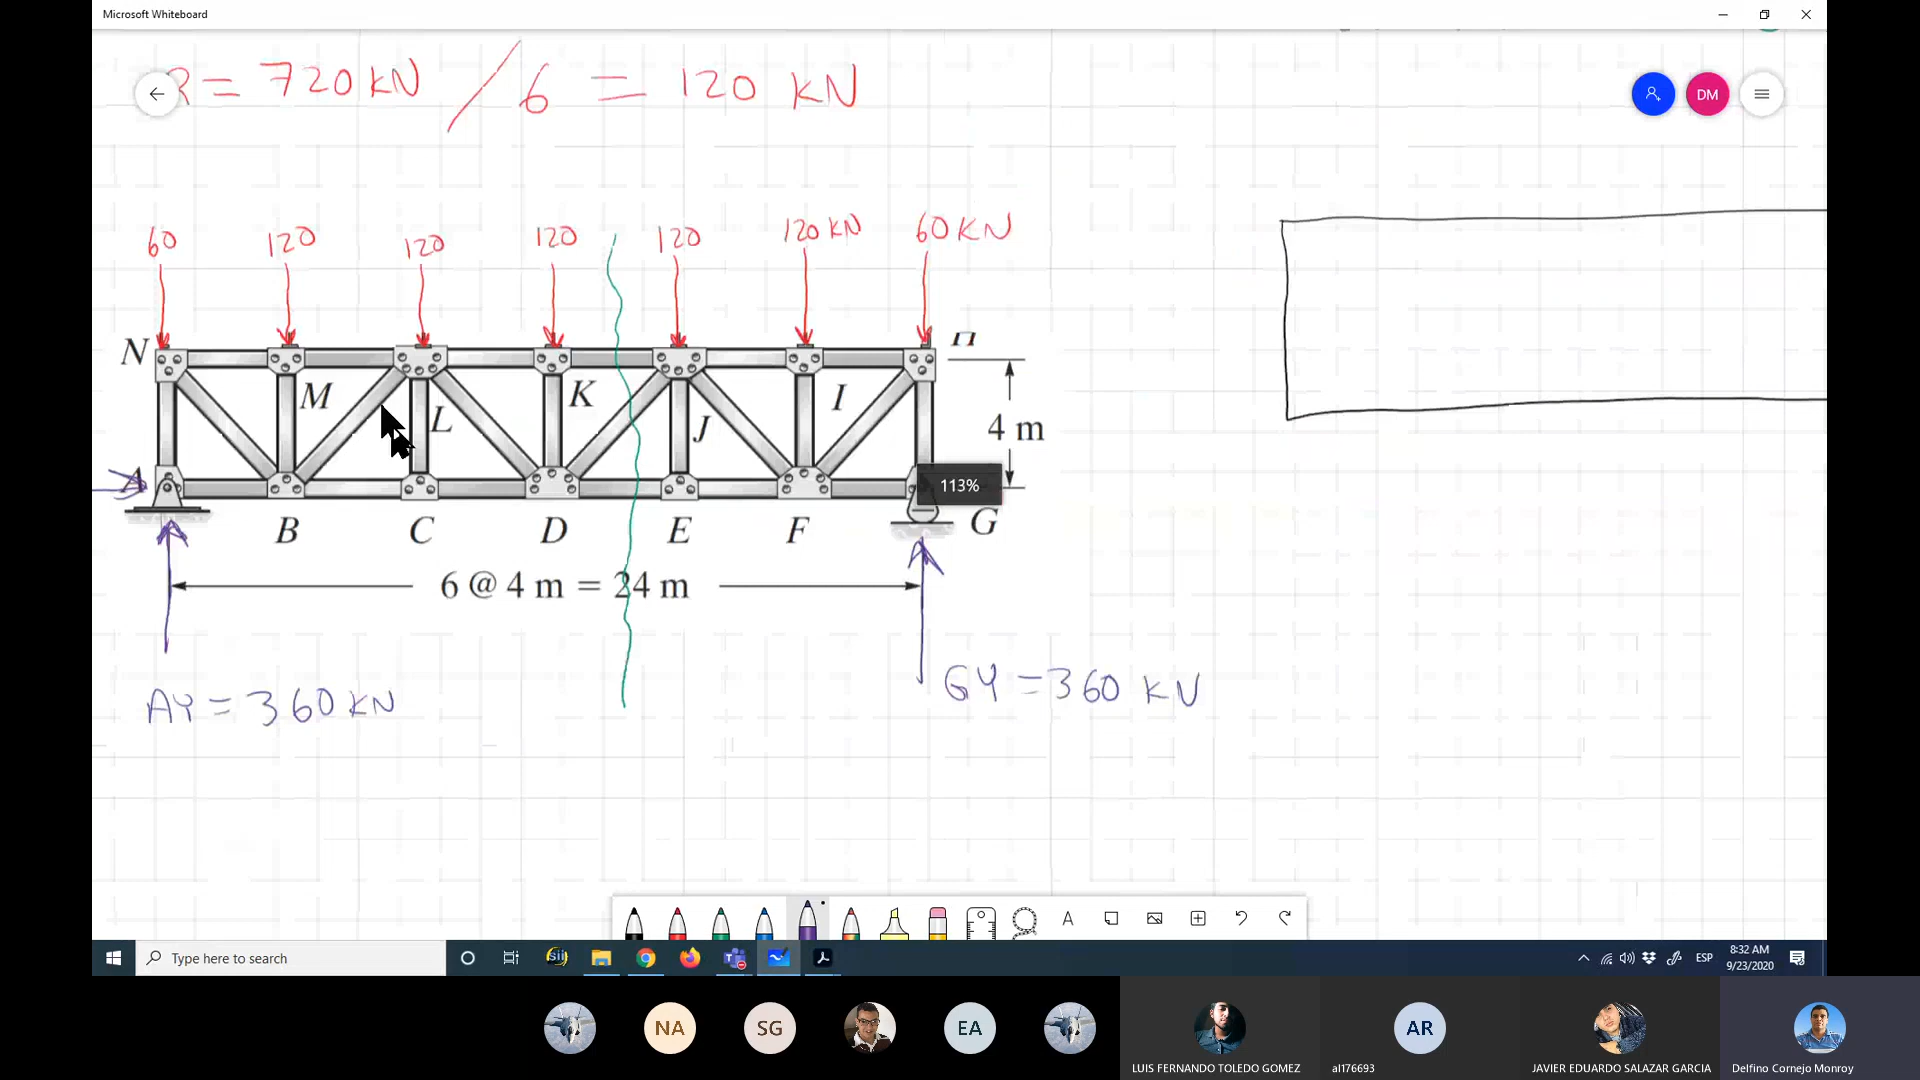 Microsoft Whiteboard
R = 720 KN / 6 = 120 KN
DM
60 120 120 120 120 120 KN 60 KN
N
M L K J I
4 m
A
113%
B C D E F G
6 @ 4 m = 24 m
AY = 360 KN
GY = 360 KN
A
Type here to search
sii
ESP
8:32 AM
9/23/2020
NA SG EA AR
LUIS FERNANDO TOLEDO GOMEZ
al176693
JAVIER EDUARDO SALAZAR GARCIA
Delfino Cornejo Monroy